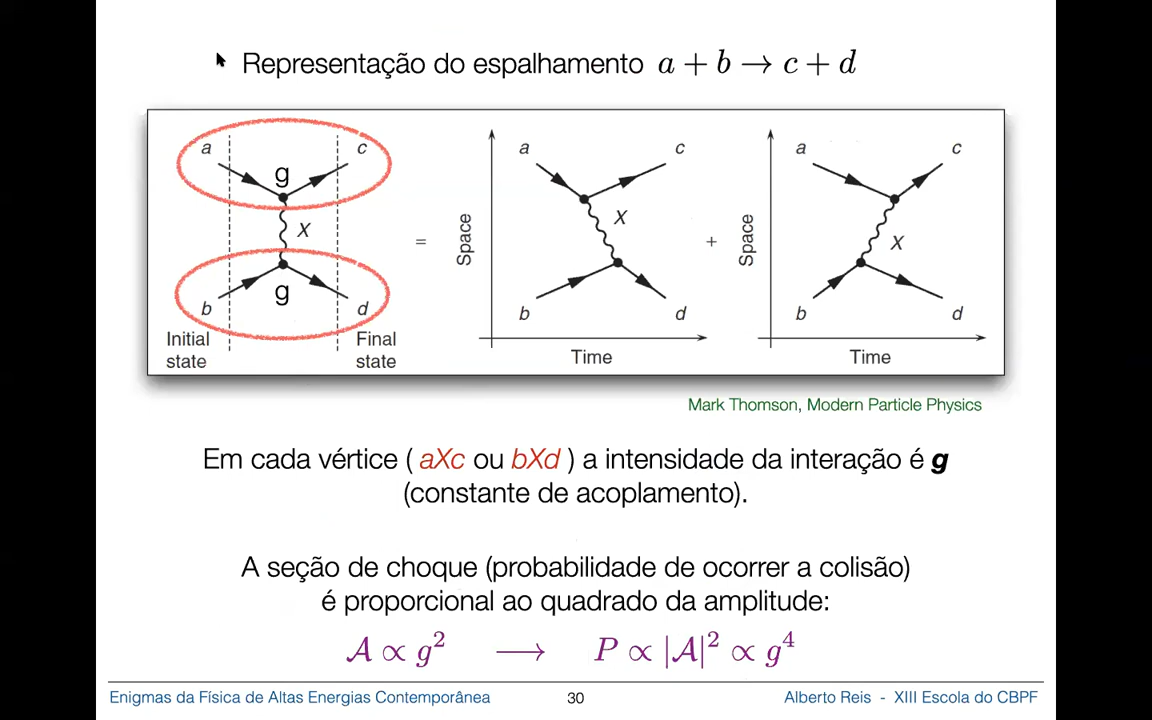 Representação do espalhamento a + b → c + d
a c g X g b d Initial state Final state
=
Space a c X b d Time
+
Space a c X b d Time
Mark Thomson, Modern Particle Physics
Em cada vértice ( aXc ou bXd ) a intensidade da interação é g
(constante de acoplamento).
A seção de choque (probabilidade de ocorrer a colisão)
é proporcional ao quadrado da amplitude:
𝒜 ∝ g² ⟶ P ∝ |𝒜|² ∝ g⁴
Enigmas da Física de Altas Energias Contemporânea 30 Alberto Reis - XIII Escola do CBPF